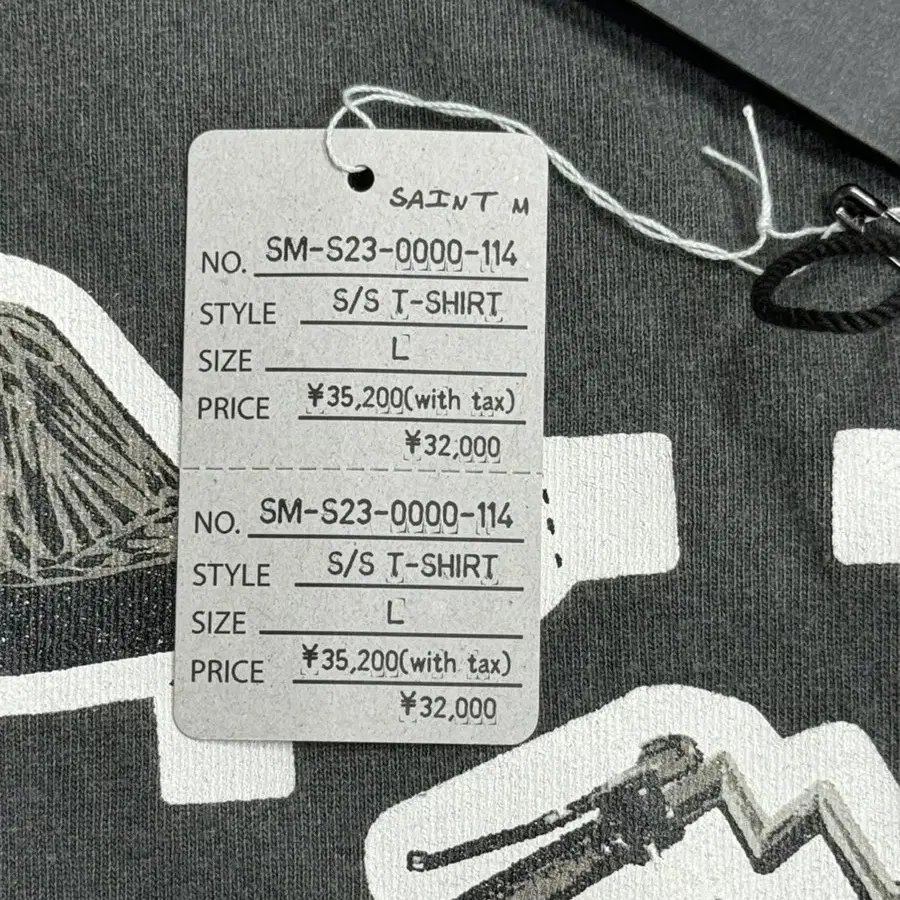 SAINT M
NO. SM-S23-0000-114
STYLE S/S T-SHIRT
SIZE L
PRICE ¥35,200(with tax)
¥32,000
NO. SM-S23-0000-114
STYLE S/S T-SHIRT
SIZE L
PRICE ¥35,200(with tax)
¥32,000